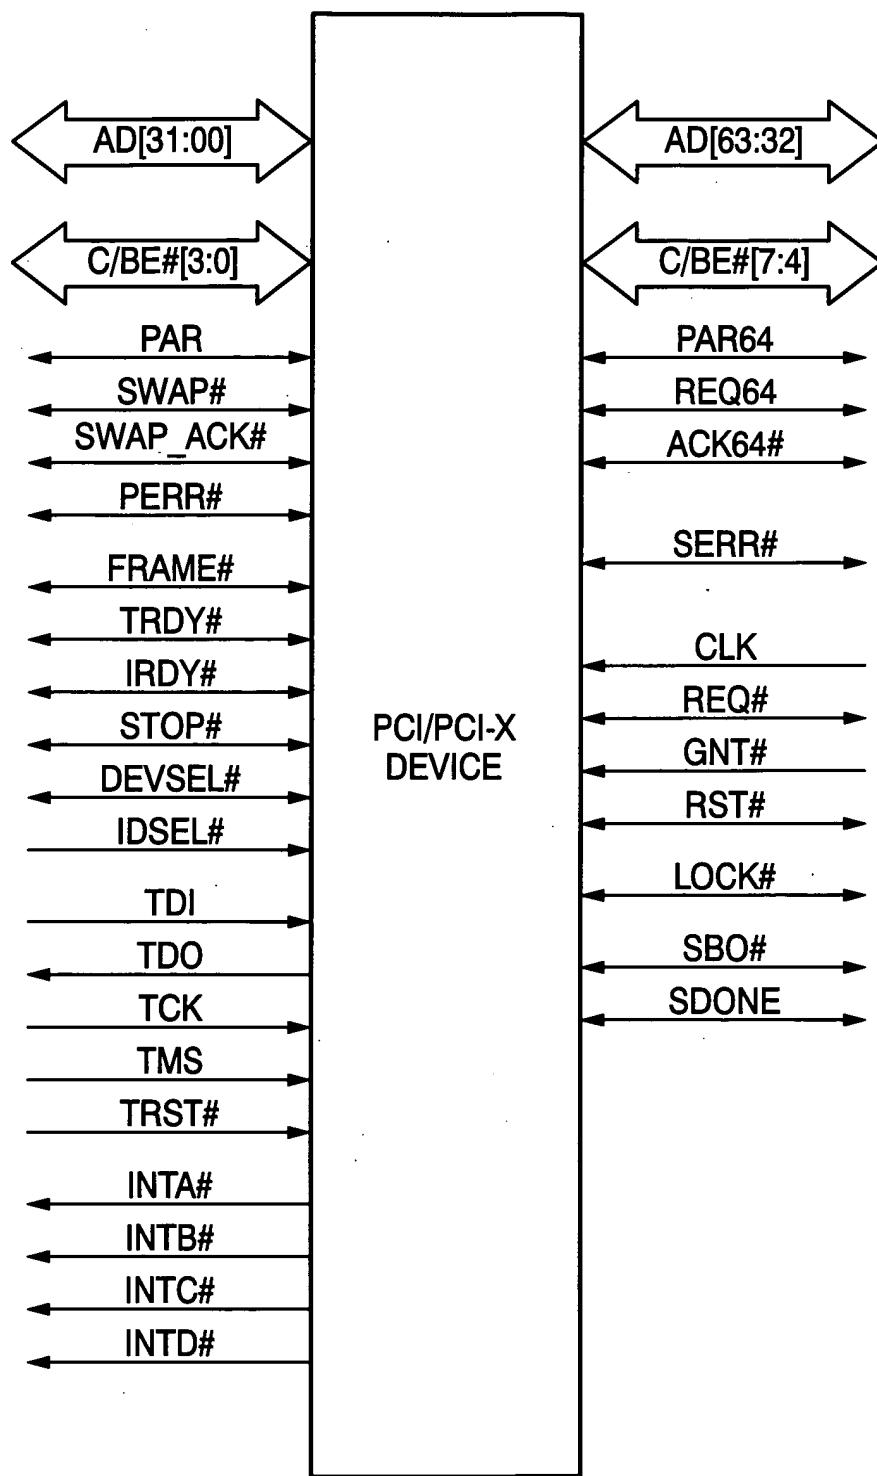 AD[31:00]
C/BE#[3:0]
PAR
SWAP#
SWAP_ACK#
PERR#
FRAME#
TRDY#
IRDY#
STOP#
DEVSEL#
IDSEL#
TDI
TDO
TCK
TMS
TRST#
INTA#
INTB#
INTC#
INTD#
PCI/PCI-X
DEVICE
AD[63:32]
C/BE#[7:4]
PAR64
REQ64
ACK64#
SERR#
CLK
REQ#
GNT#
RST#
LOCK#
SBO#
SDONE